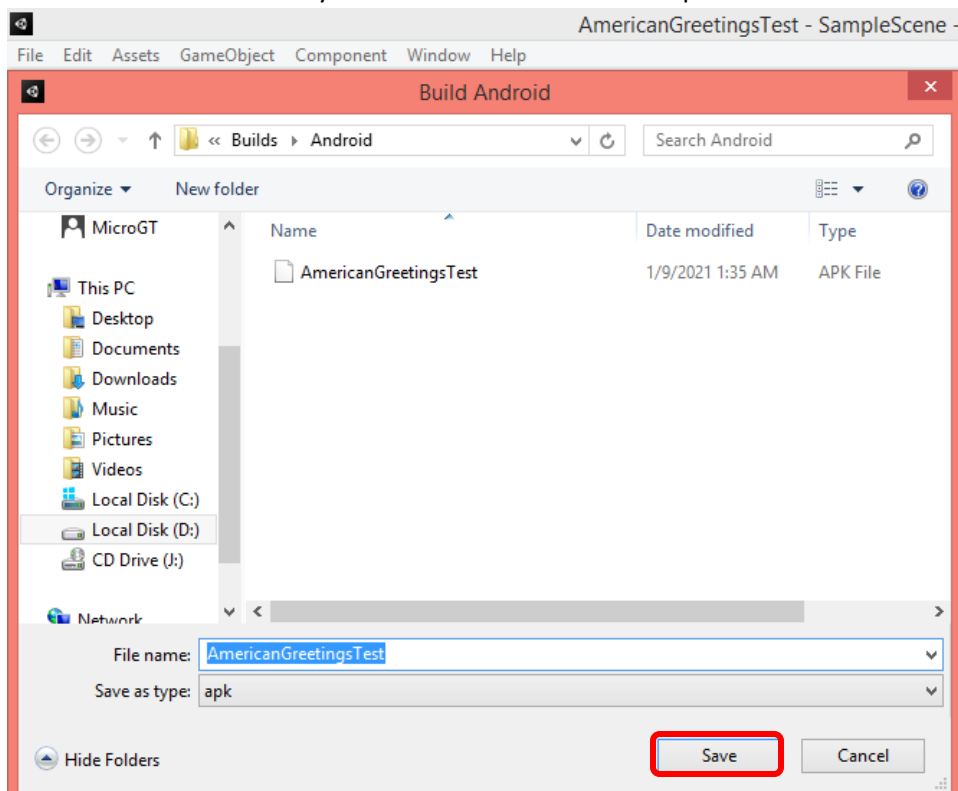 AmericanGreetingsTest - SampleScene -
File Edit Assets GameObject Component Window Help
Build Android
« Builds Android
Search Android
Organize New folder
Name Date modified Type
AmericanGreetingsTest 1/9/2021 1:35 AM APK File
MicroGT
This PC
Desktop
Documents
Downloads
Music
Pictures
Videos
Local Disk (C:)
Local Disk (D:)
CD Drive (J:)
Network
File name: AmericanGreetingsTest
Save as type: apk
Hide Folders Save Cancel